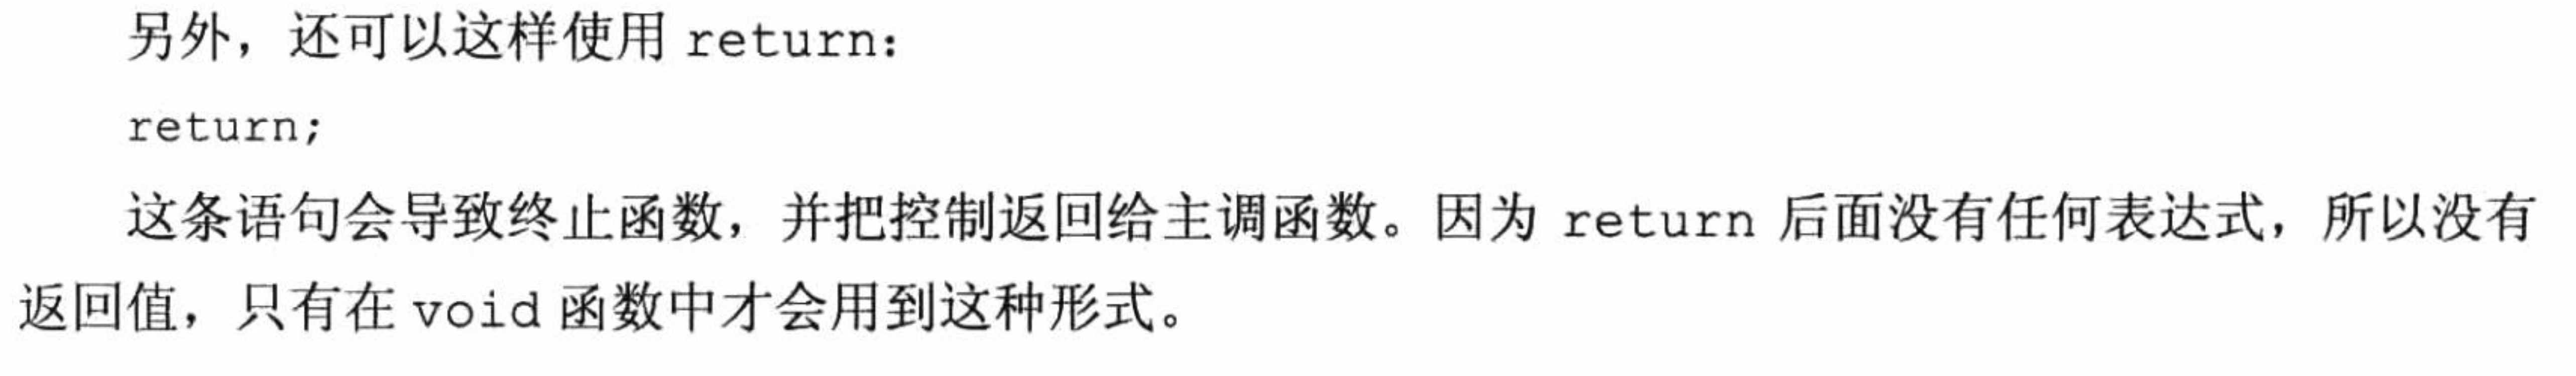 另外，还可以这样使用 return：
return;
这条语句会导致终止函数，并把控制返回给主调函数。因为 return 后面没有任何表达式，所以没有
返回值，只有在 void 函数中才会用到这种形式。